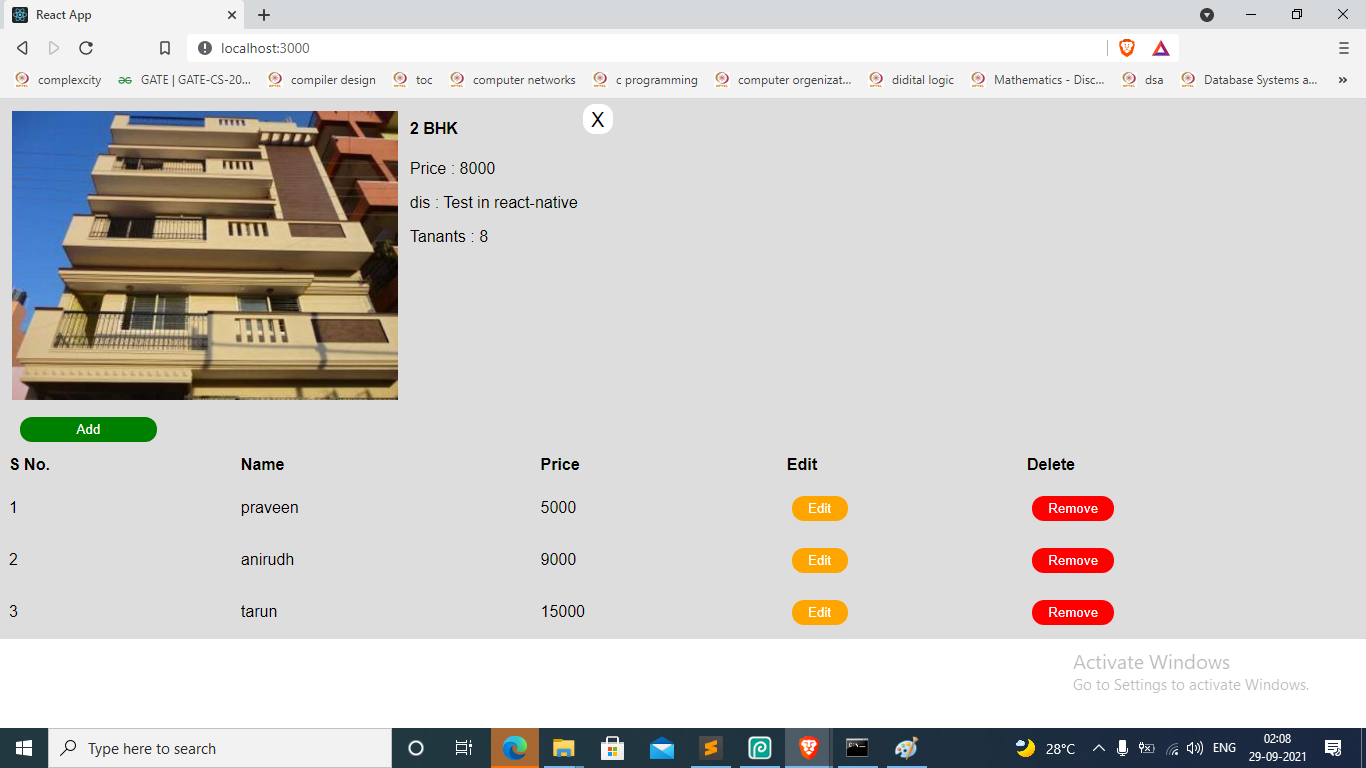 React App
localhost:3000
complexcity
GATE | GATE-CS-20...
compiler design
toc
computer networks
c programming
computer orgenizat...
didital logic
Mathematics - Disc...
dsa
Database Systems a...
»
2 BHK
X
Price : 8000
dis : Test in react-native
Tanants : 8
Add
S No. Name Price Edit Delete
1 praveen 5000 Edit Remove
2 anirudh 9000 Edit Remove
3 tarun 15000 Edit Remove
Activate Windows
Go to Settings to activate Windows.
Type here to search
28°C
ENG
02:08
29-09-2021